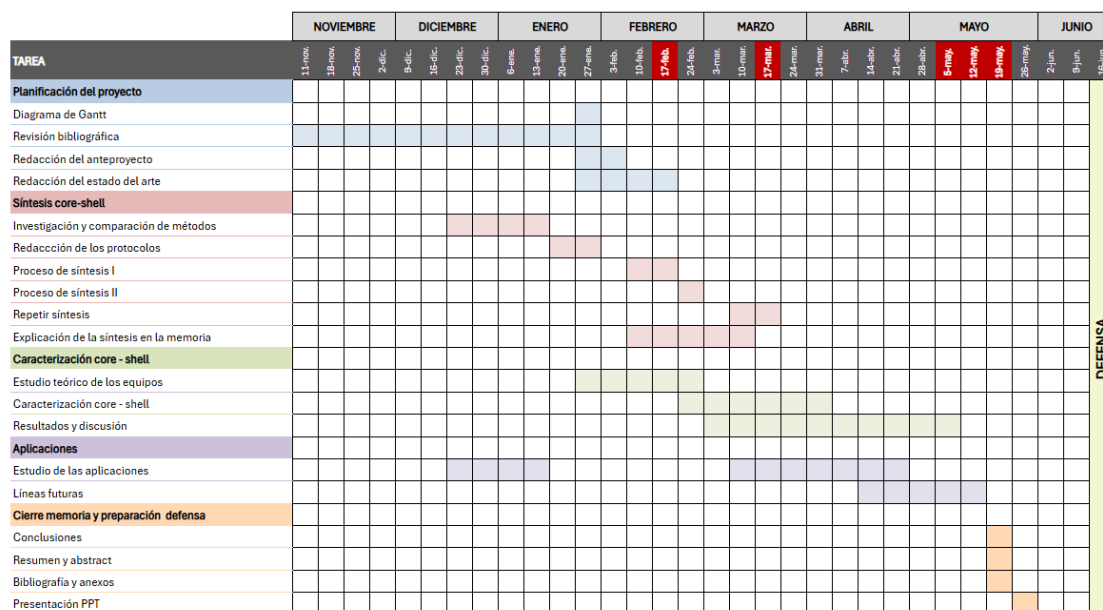 NOVIEMBRE DICIEMBRE ENERO FEBRERO MARZO ABRIL MAYO JUNIO
TAREA 11-nov. 18-nov. 25-nov. 2-dic. 9-dic. 16-dic. 23-dic. 30-dic. 6-ene. 13-ene. 20-ene. 27-ene. 3-feb. 10-feb. 17-feb. 24-feb. 3-mar. 10-mar. 17-mar. 24-mar. 31-mar. 7-abr. 14-abr. 21-abr. 28-abr. 5-may. 12-may. 19-may. 26-may. 2-jun. 9-jun. 16-jun.
Planificación del proyecto
Diagrama de Gantt
Revisión bibliográfica
Redacción del anteproyecto
Redacción del estado del arte
Síntesis core-shell
Investigación y comparación de métodos
Redaccción de los protocolos
Proceso de síntesis I
Proceso de síntesis II
Repetir síntesis
Explicación de la síntesis en la memoria
Caracterización core - shell
Estudio teórico de los equipos
Caracterización core - shell
Resultados y discusión
Aplicaciones
Estudio de las aplicaciones
Líneas futuras
Cierre memoria y preparación defensa
Conclusiones
Resumen y abstract
Bibliografía y anexos
Presentación PPT
DEFENSA